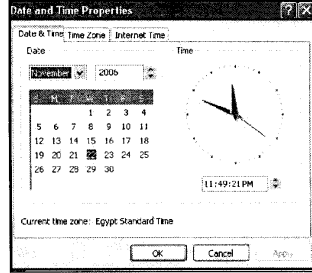 Date and Time Properties
Date & Time Time Zone Internet Time
Date
Time
November 2006
S M T W T F S
1 2 3 4
5 6 7 8 9 10 11
12 13 14 15 16 17 18
19 20 21 22 23 24 25
26 27 28 29 30
11:49:21 PM
Current time zone: Egypt Standard Time
OK Cancel Apply